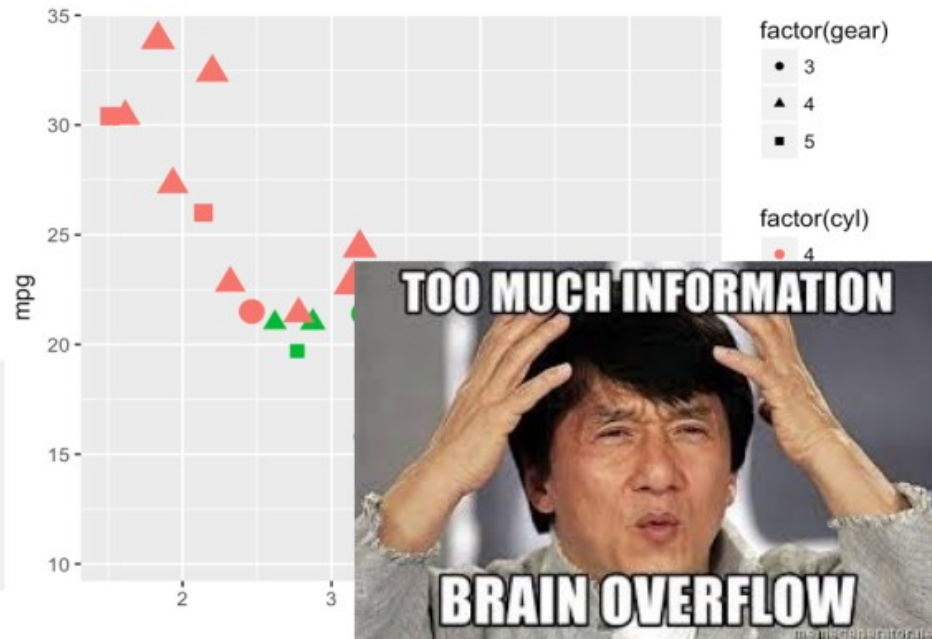 35
30
25
20
15
10
mpg
2
3
factor(gear)
3
4
5
factor(cyl)
4
TOO MUCH INFORMATION
BRAIN OVERFLOW